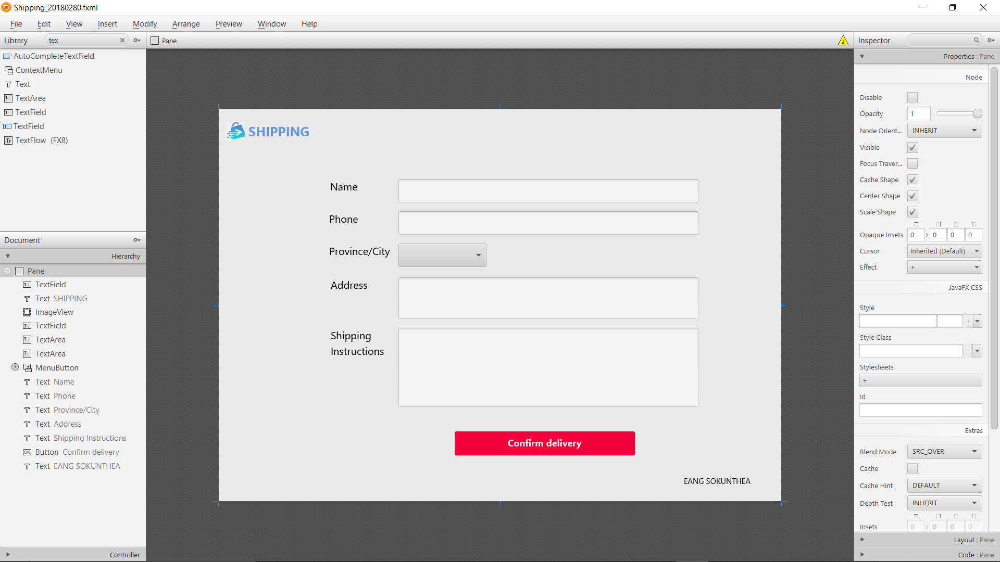 Shipping_20180280.fxml
File Edit View Insert Modify Arrange Preview Window Help
Library tex
AutoCompleteTextField
ContextMenu
Text
TextArea
TextField
TextField
TextFlow (FX8)
Document
Hierarchy
Pane
TextField
Text SHIPPING
ImageView
TextField
TextArea
TextArea
MenuButton
Text Name
Text Phone
Text Province/City
Text Address
Text Shipping Instructions
OK Button Confirm delivery
Text EANG SOKUNTHEA
Controller
Pane
4
SHIPPING
Name
Phone
Province/City
Address
Shipping
Instructions
Confirm delivery
EANG SOKUNTHEA
Inspector
Properties : Pane
Node
Disable
Opacity 1
Node Orient... INHERIT
Visible
Focus Traver...
Cache Shape
Center Shape
Scale Shape
Opaque Insets 0 0 0 0
Cursor Inherited (Default)
Effect +
JavaFX CSS
Style
+
Style Class
+
Stylesheets
+
Id
Extras
Blend Mode SRC_OVER
Cache
Cache Hint DEFAULT
Depth Test INHERIT
Insets 0 0 0 0
Layout : Pane
Code : Pane